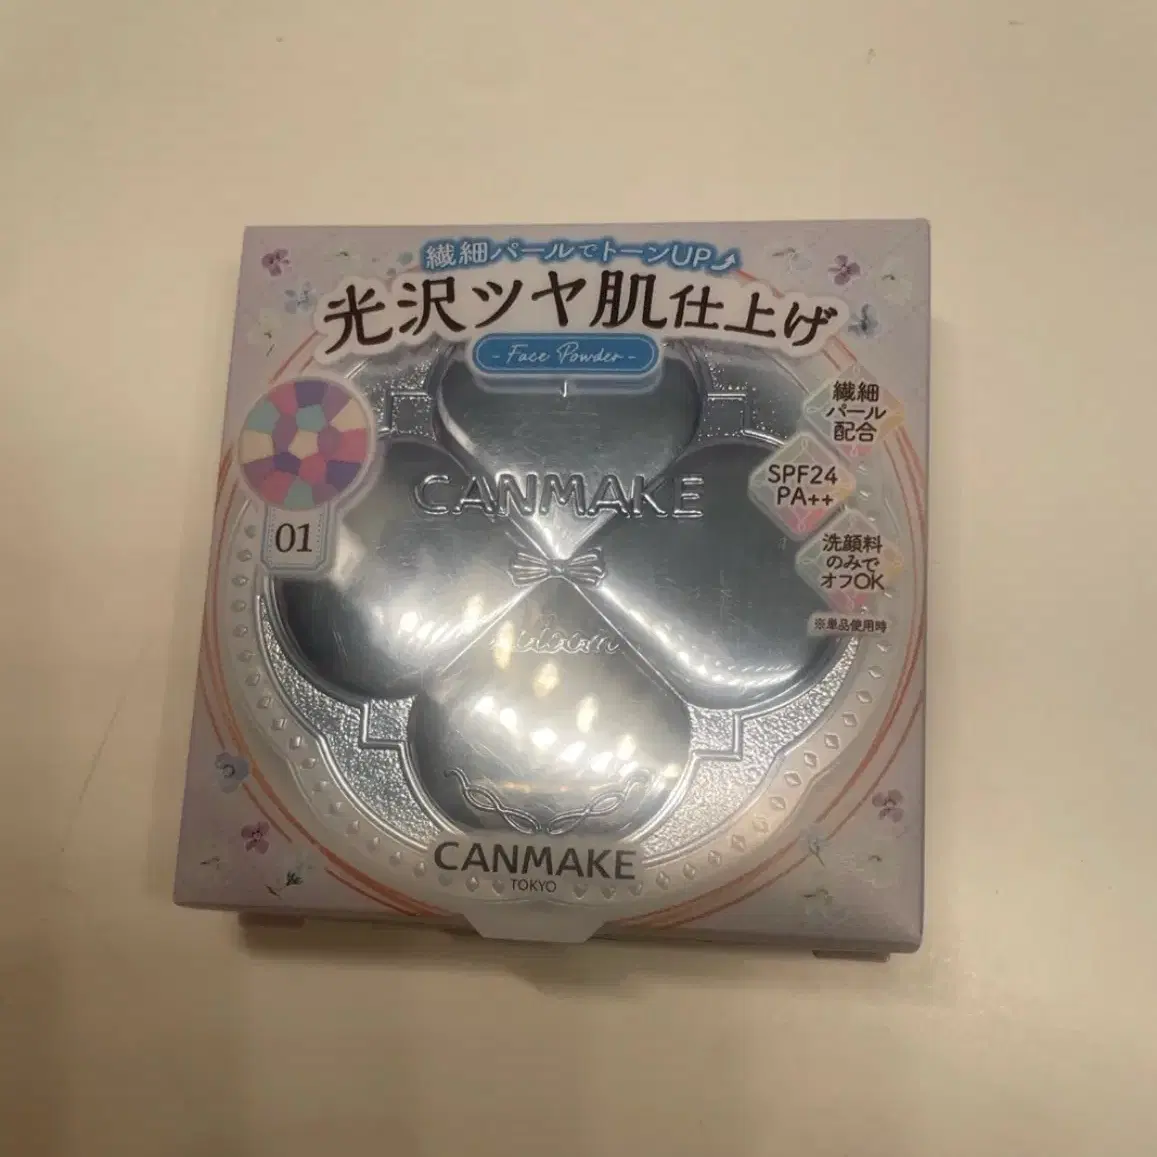 繊細パールでトーンUP
光沢ツヤ肌仕上げ
- Face Powder -
繊細
パール
配合
SPF24
PA++
洗顔料
のみで
オフOK
※単品使用時
01
CANMAKE
CANMAKE
TOKYO